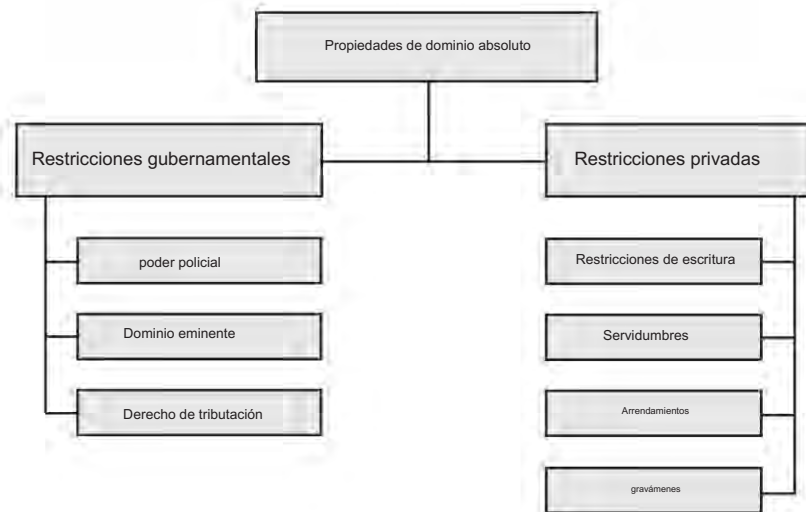 Propiedades de dominio absoluto
Restricciones gubernamentales
poder policial
Dominio eminente
Derecho de tributación
Restricciones privadas
Restricciones de escritura
Servidumbres
Arrendamientos
gravámenes